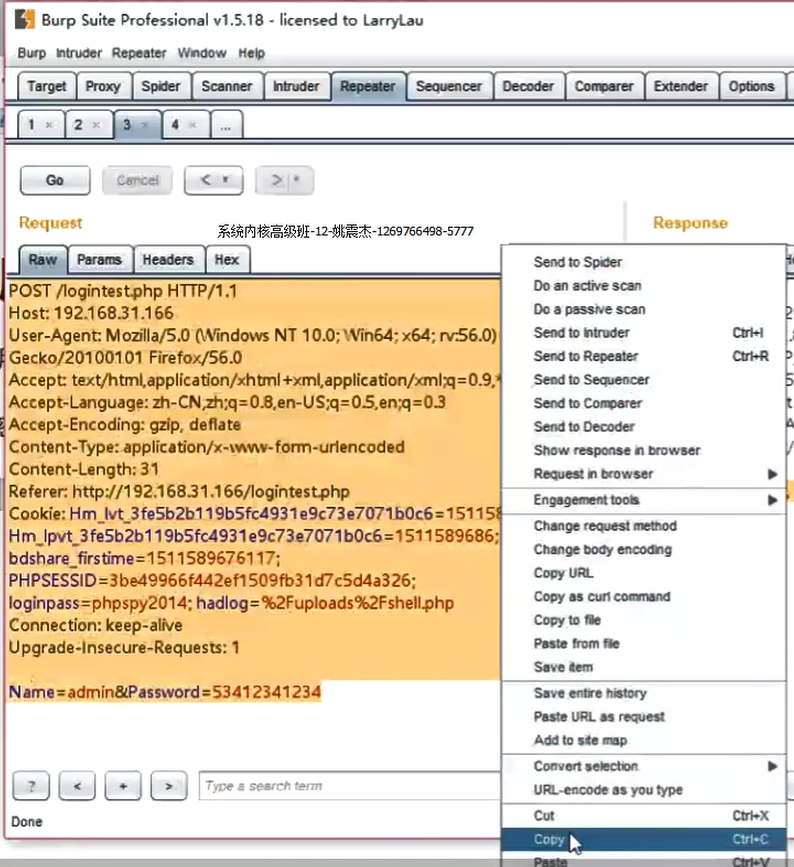 Burp Suite Professional v1.5.18 - licensed to LarryLau
Burp Intruder Repeater Window Help
Target Proxy Spider Scanner Intruder Repeater Sequencer Decoder Comparer Extender Options
1 × 2 × 3 × 4 × ...
Go Cancel < >
Request 系统内核高级班-12-姚震杰-1269766498-5777 Response
Raw Params Headers Hex
POST /logintest.php HTTP/1.1
Host: 192.168.31.166
User-Agent: Mozilla/5.0 (Windows NT 10.0; Win64; x64; rv:56.0)
Gecko/20100101 Firefox/56.0
Accept: text/html,application/xhtml+xml,application/xml;q=0.9,*
Accept-Language: zh-CN,zh;q=0.8,en-US;q=0.5,en;q=0.3
Accept-Encoding: gzip, deflate
Content-Type: application/x-www-form-urlencoded
Content-Length: 31
Referer: http://192.168.31.166/logintest.php
Cookie: Hm_lvt_3fe5b2b119b5fc4931e9c73e7071b0c6=151158
Hm_lpvt_3fe5b2b119b5fc4931e9c73e7071b0c6=1511589686;
bdshare_firstime=1511589676117;
PHPSESSID=3be49966f442ef1509fb31d7c5d4a326;
loginpass=phpspy2014; hadlog=%2Fuploads%2Fshell.php
Connection: keep-alive
Upgrade-Insecure-Requests: 1
Name=admin&Password=53412341234
? < + > Type a search term
Done
Send to Spider
Do an active scan
Do a passive scan
Send to Intruder Ctrl+I
Send to Repeater Ctrl+R
Send to Sequencer
Send to Comparer
Send to Decoder
Show response in browser
Request in browser
Engagement tools
Change request method
Change body encoding
Copy URL
Copy as curl command
Copy to file
Paste from file
Save item
Save entire history
Paste URL as request
Add to site map
Convert selection
URL-encode as you type
Cut Ctrl+X
Copy Ctrl+C
Paste Ctrl+V